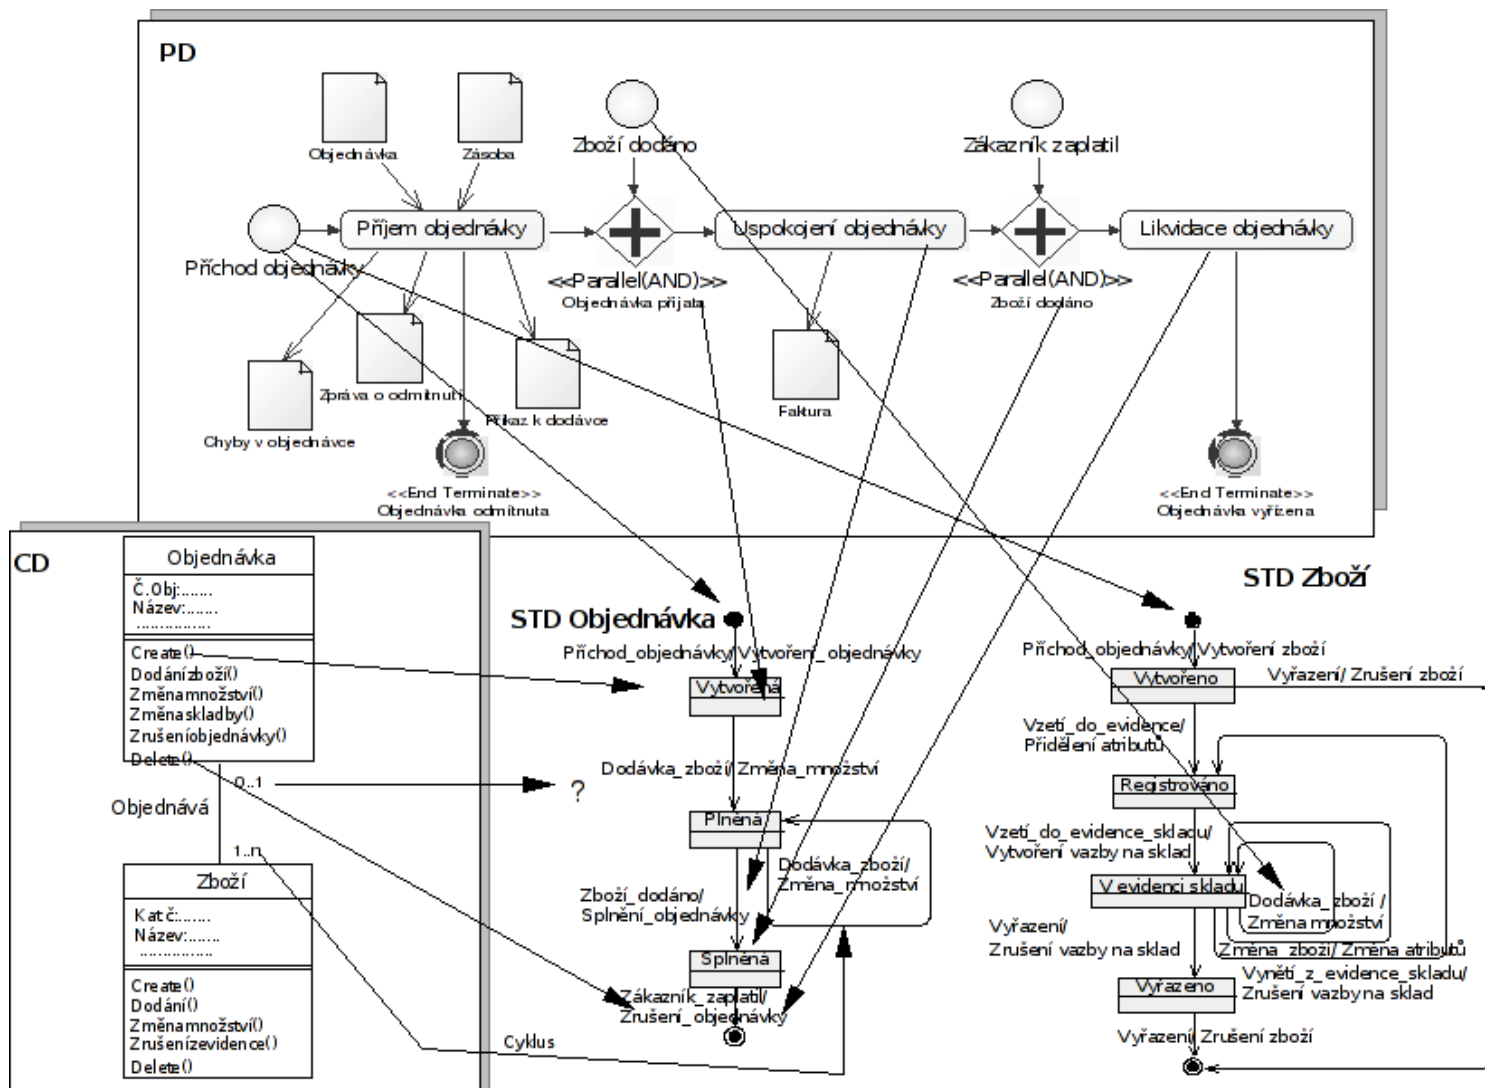 PD
Objednávka
Zásoba
Zboží dodáno
Zákazník zaplatil
Příjem objednávky
Uspokojení objednávky
Likvidace objednávky
Příchod objednávky
<<Parallel(AND)>>
Objednávka přijata
<<Parallel(AND)>>
Zboží dodáno
Chyby v objednávce
Zpráva o odmítnutí
Příkaz k dodávce
Faktura
<<End Terminate>>
Objednávka odmítnuta
<<End Terminate>>
Objednávka vyřízena
CD
Objednávka
Č.Obj:.......
Název:.......
................
Create()
Dodánízboží()
Změnamnožství()
Změnaskladby()
Zrušeníobjednávky()
Delete()
0..1
Objednává
1..n
Zboží
Kat č:.......
Název:.......
................
Create()
Dodání()
Změnamnožství()
Zrušenízevidence()
Delete()
?
Cyklus
STD Objednávka
Příchod_objednávky/ Vytvoření_objednávky
Vytvořená
Dodávka_zboží/ Změna_množství
Plněná
Dodávka_zboží/
Změna_množství
Zboží_dodáno/
Splnění_objednávky
Splněná
Zákazník_zaplatil/
Zrušení_objednávky
STD Zboží
Příchod_objednávky/ Vytvoření zboží
Vytvořeno
Vyřazení/ Zrušení zboží
Vzetí_do_evidence/
Přidělení atributů
Registrováno
Vzetí_do_evidence_skladu/
Vytvoření vazby na sklad
V evidenci skladu
Dodávka_zboží /
Změna množství
Vyřazení/
Zrušení vazby na sklad
Změna_zboží/ Změna atributů
Vynětí_z_evidence_skladu/
Zrušení vazby na sklad
Vyřazeno
Vyřazení/ Zrušení zboží